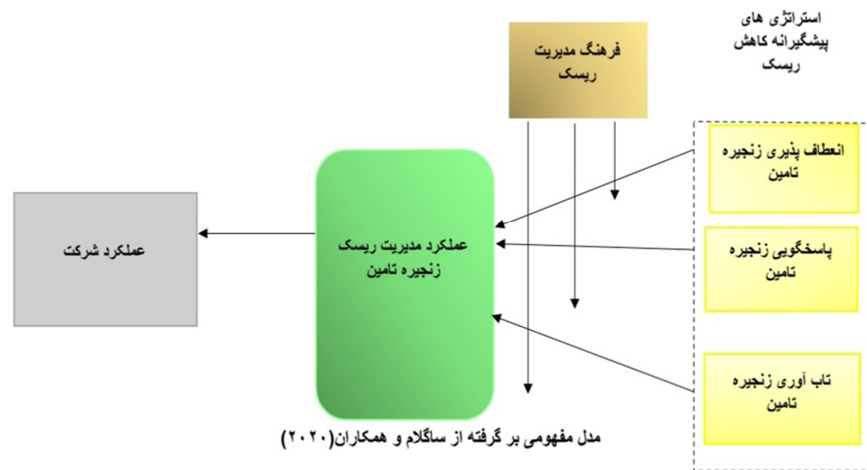 استراتژی های
پیشگیرانه کاهش
ریسک
فرهنگ مدیریت
ریسک
انعطاف پذیری زنجیره
تامین
پاسخگویی زنجیره
تامین
تاب آوری زنجیره
تامین
عملکرد مدیریت ریسک
زنجیره تامین
عملکرد شرکت
مدل مفهومی بر گرفته از ساگلام و همکاران(۲۰۲۰)